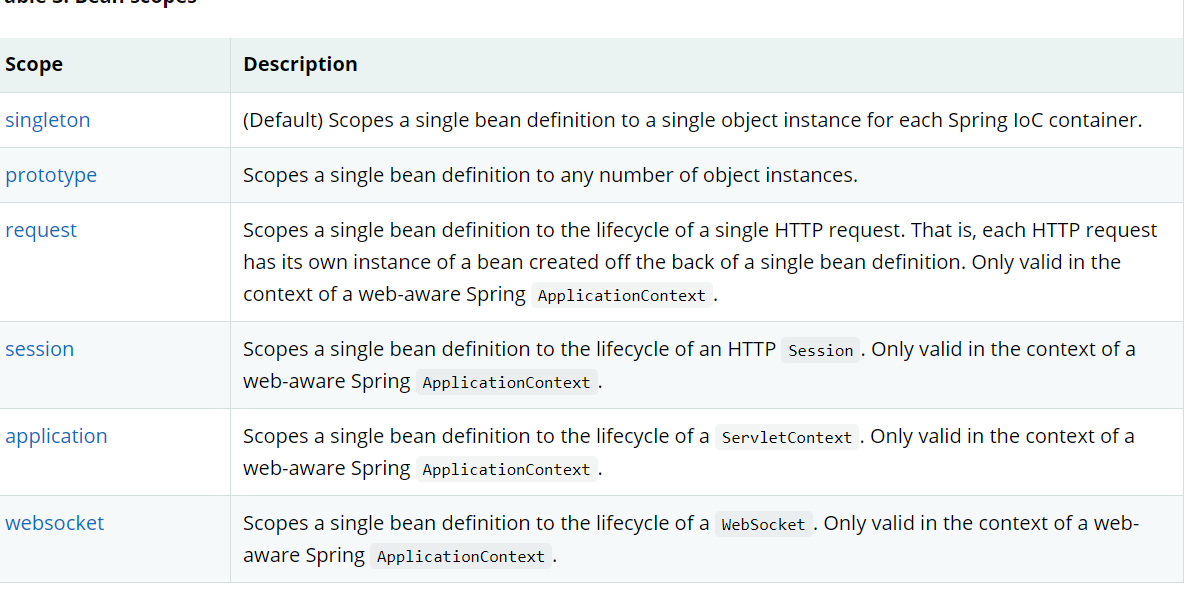 able 3. Bean scopes
Scope Description
singleton (Default) Scopes a single bean definition to a single object instance for each Spring IoC container.
prototype Scopes a single bean definition to any number of object instances.
request Scopes a single bean definition to the lifecycle of a single HTTP request. That is, each HTTP request
has its own instance of a bean created off the back of a single bean definition. Only valid in the
context of a web-aware Spring ApplicationContext.
session Scopes a single bean definition to the lifecycle of an HTTP Session. Only valid in the context of a
web-aware Spring ApplicationContext.
application Scopes a single bean definition to the lifecycle of a ServletContext. Only valid in the context of a
web-aware Spring ApplicationContext.
websocket Scopes a single bean definition to the lifecycle of a WebSocket. Only valid in the context of a web-
aware Spring ApplicationContext.